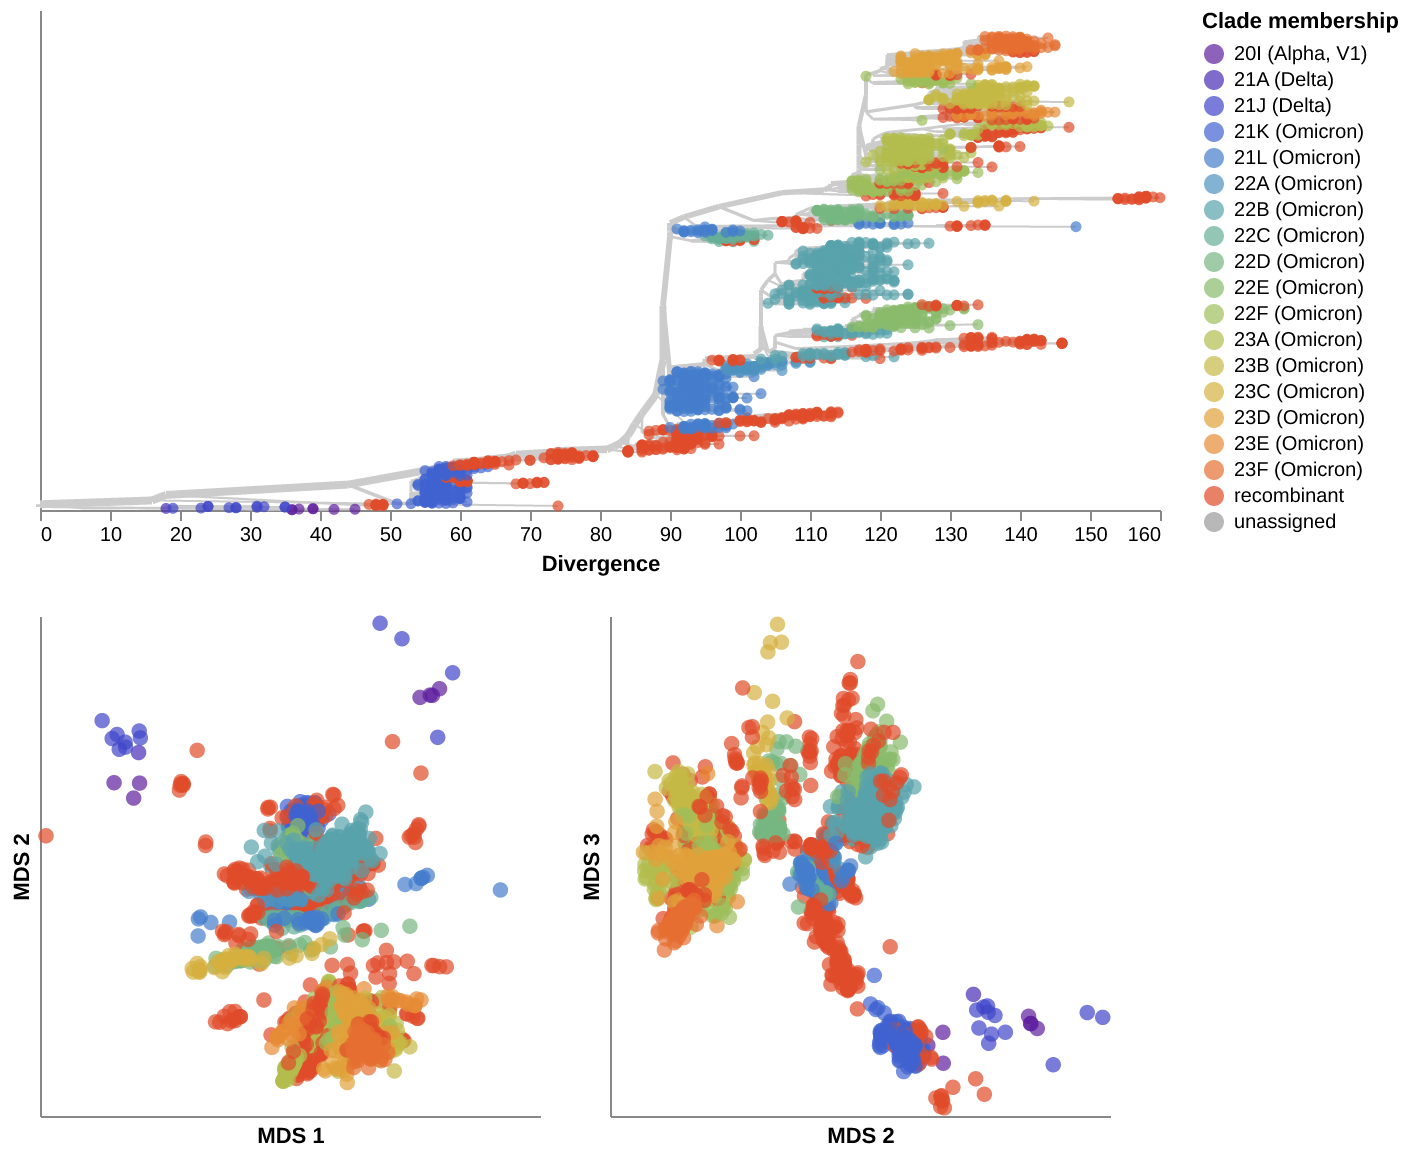 Clade membership
20I (Alpha, V1)
21A (Delta)
21J (Delta)
21K (Omicron)
21L (Omicron)
22A (Omicron)
22B (Omicron)
22C (Omicron)
22D (Omicron)
22E (Omicron)
22F (Omicron)
23A (Omicron)
23B (Omicron)
23C (Omicron)
23D (Omicron)
23E (Omicron)
23F (Omicron)
recombinant
unassigned
0 10 20 30 40 50 60 70 80 90 100 110 120 130 140 150 160
Divergence
MDS 2
MDS 1
MDS 3
MDS 2